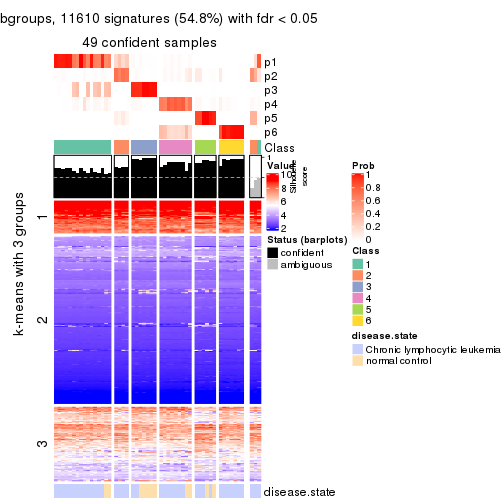 bgroups, 11610 signatures (54.8%) with fdr < 0.05
49 confident samples
p1
p2
p3
p4
p5
p6
Class
1
Silhouette
score
k-means with 3 groups
1
2
3
disease.state
Value
10
8
6
4
2
Status (barplots)
confident
ambiguous
Prob
1
0.8
0.6
0.4
0.2
0
Class
1
2
3
4
5
6
disease.state
Chronic lymphocytic leukemia
normal control